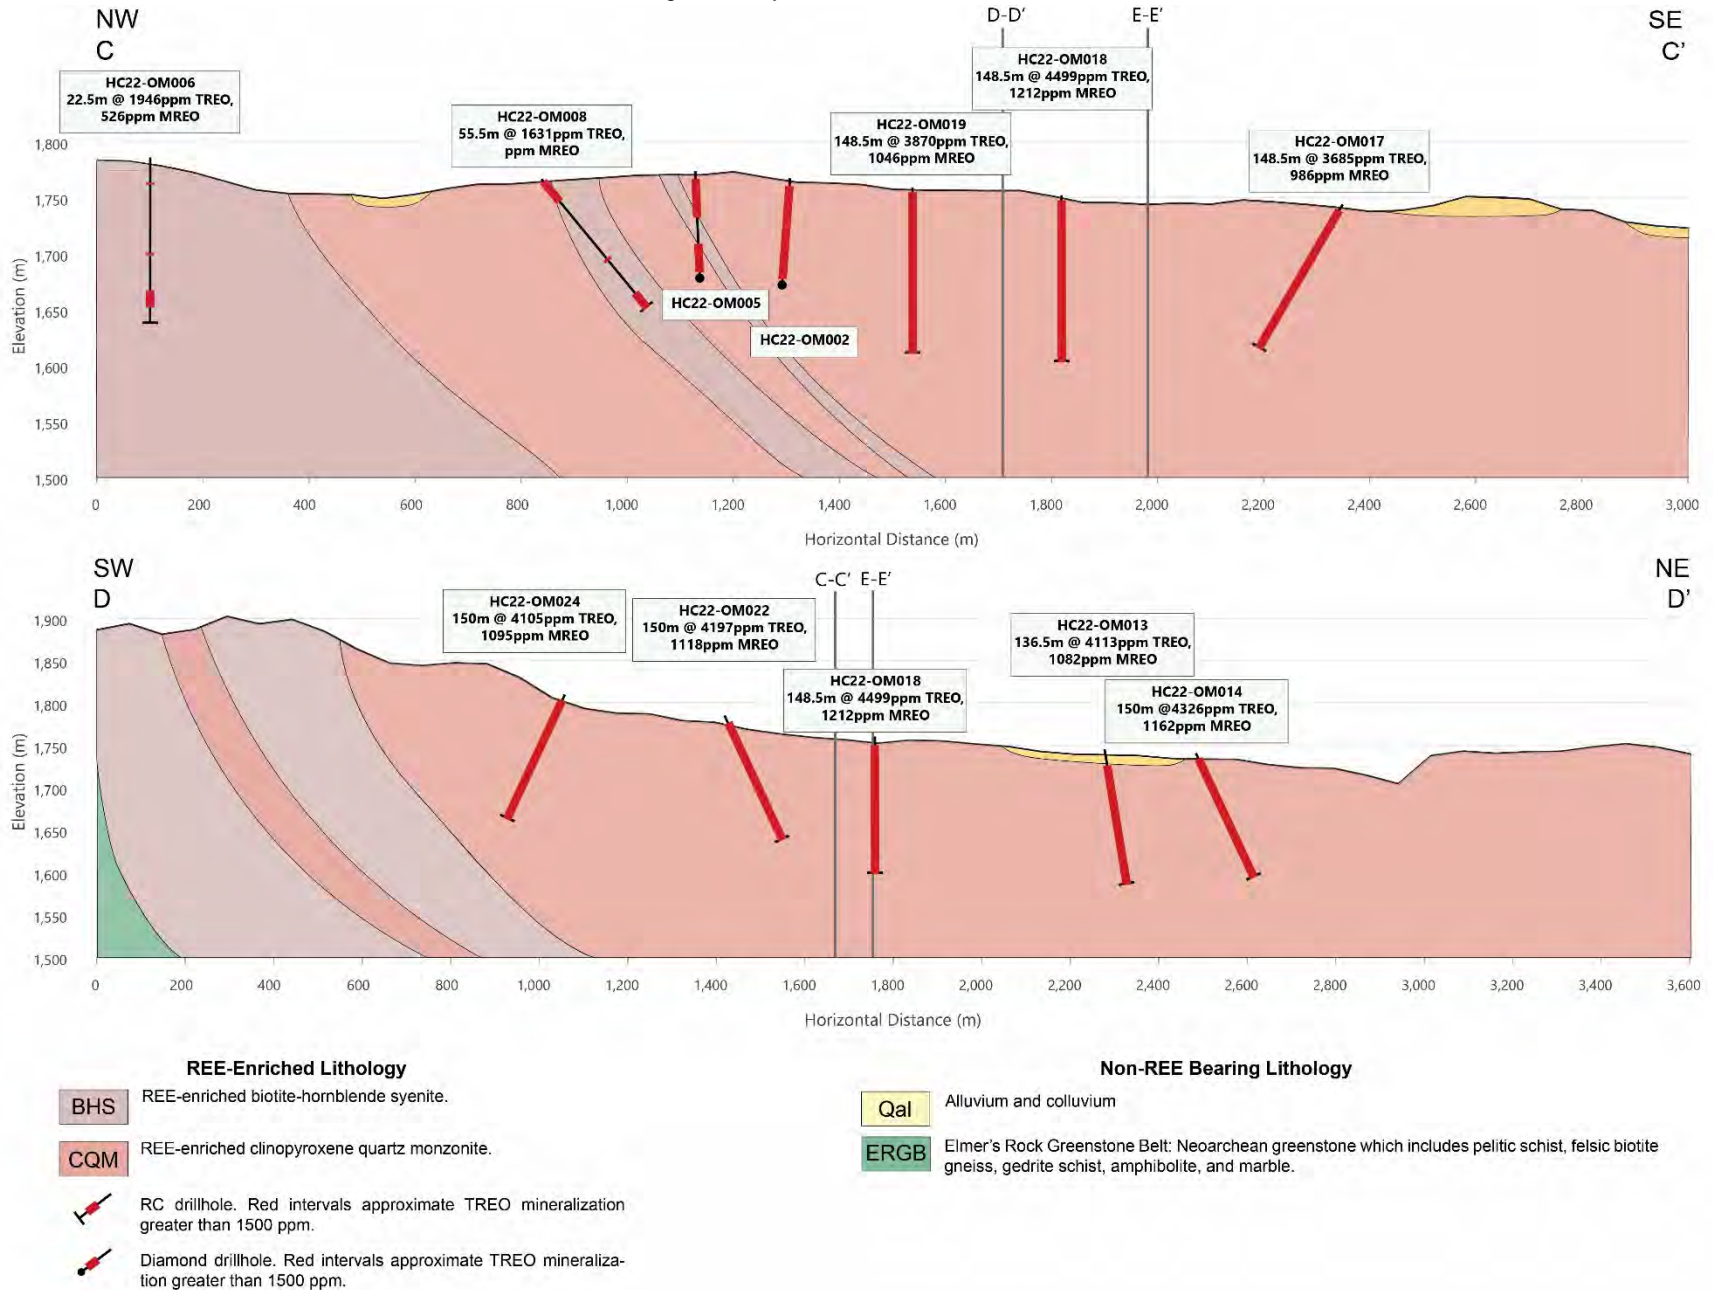 NW
C
D-D’
E-E’
SE
C’
HC22-OM006
22.5m @ 1946ppm TREO,
526ppm MREO
HC22-OM008
55.5m @ 1631ppm TREO,
ppm MREO
HC22-OM019
148.5m @ 3870ppm TREO,
1046ppm MREO
HC22-OM018
148.5m @ 4499ppm TREO,
1212ppm MREO
HC22-OM017
148.5m @ 3685ppm TREO,
986ppm MREO
HC22-OM005
HC22-OM002
Elevation (m)
1,800
1,750
1,700
1,650
1,600
1,550
1,500
0 200 400 600 800 1,000 1,200 1,400 1,600 1,800 2,000 2,200 2,400 2,600 2,800 3,000
Horizontal Distance (m)
SW
D
C-C’ E-E’
NE
D’
HC22-OM024
150m @ 4105ppm TREO,
1095ppm MREO
HC22-OM022
150m @ 4197ppm TREO,
1118ppm MREO
HC22-OM018
148.5m @ 4499ppm TREO,
1212ppm MREO
HC22-OM013
136.5m @ 4113ppm TREO,
1082ppm MREO
HC22-OM014
150m @4326ppm TREO,
1162ppm MREO
Elevation (m)
1,900
1,850
1,800
1,750
1,700
1,650
1,600
1,550
1,500
0 200 400 600 800 1,000 1,200 1,400 1,600 1,800 2,000 2,200 2,400 2,600 2,800 3,000 3,200 3,400 3,600
Horizontal Distance (m)
REE-Enriched Lithology
BHS REE-enriched biotite-hornblende syenite.
CQM REE-enriched clinopyroxene quartz monzonite.
RC drillhole. Red intervals approximate TREO mineralization
greater than 1500 ppm.
Diamond drillhole. Red intervals approximate TREO mineraliza-
tion greater than 1500 ppm.
Non-REE Bearing Lithology
Qal Alluvium and colluvium
ERGB Elmer’s Rock Greenstone Belt: Neoarchean greenstone which includes pelitic schist, felsic biotite
gneiss, gedrite schist, amphibolite, and marble.